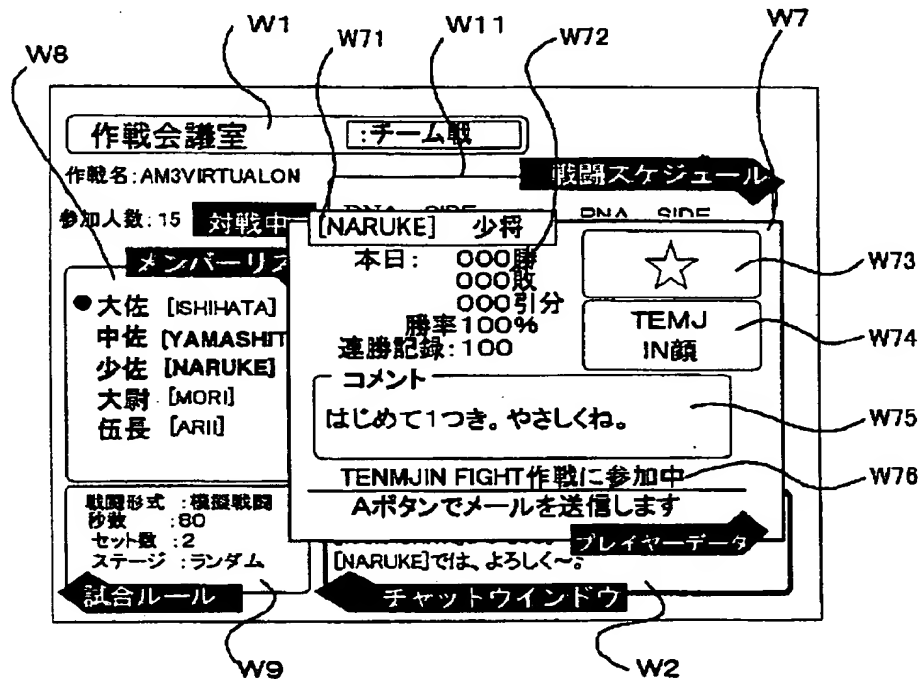 W1
W71
W11
W72
W7
W8
作戦会議室 :チーム戦
作戦名:AM3VIRTUALON
戦闘スケジュール
参加人数:15 対戦中
SIDE
SIDE
[NARUKE] 少将
メンバーリス
本日: 000勝
000敗
000引分
勝率100%
連勝記録:100
☆
W73
TEMJ
IN顔
W74
●大佐 [ISHIHATA]
中佐 [YAMASHIT
少佐 [NARUKE]
大尉 [MORI]
伍長 [ARII]
コメント
はじめて1つき。やさしくね。
W75
TENMJIN FIGHT作戦に参加中
W76
Aボタンでメールを送信します
プレイヤーデータ
戦闘形式 :模擬戦闘
秒数 :80
セット数 :2
ステージ :ランダム
試合ルール
[NARUKE]では、よろしく〜。
チャットウインドウ
W9
W2